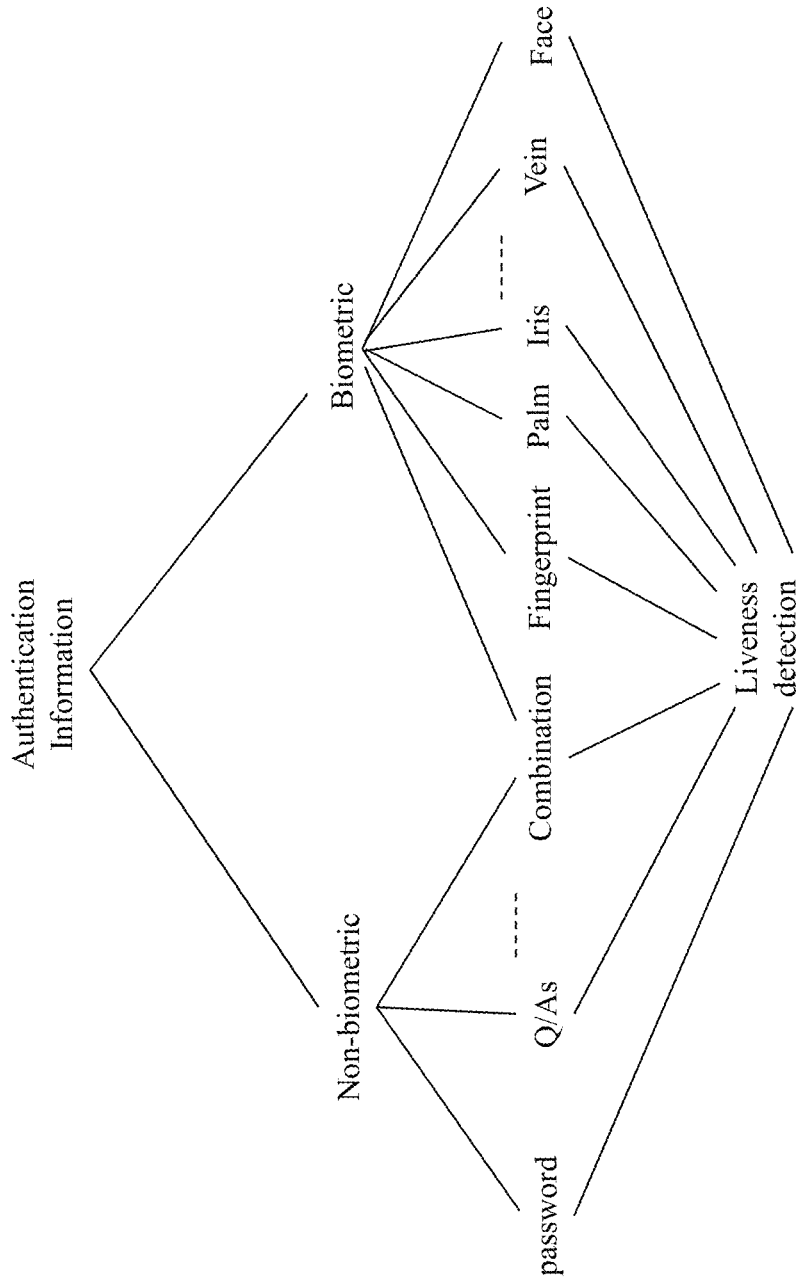 Authentication
Information
Non-biometric
Biometric
password
Q/As
Combination
Fingerprint
Palm
Iris
Vein
Face
Liveness
detection